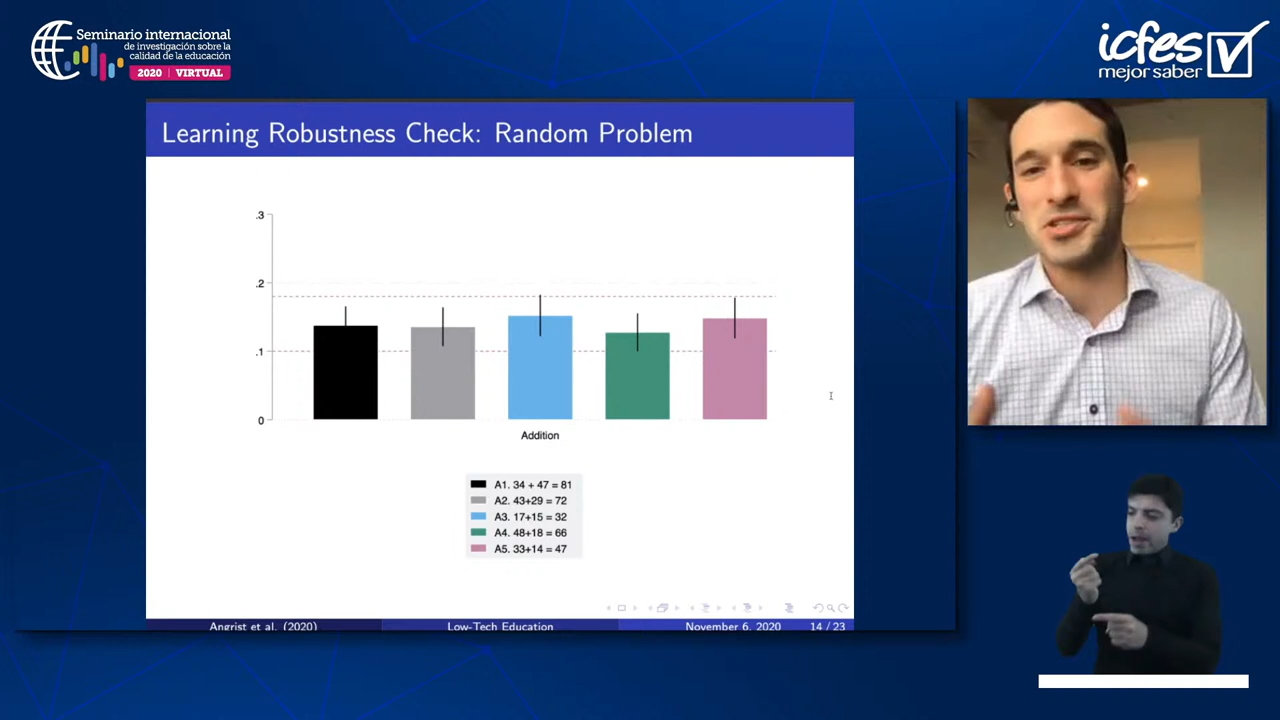 Seminario internacional
de investigación sobre la
calidad de la educación
2020 | VIRTUAL
icfes
mejor saber
Learning Robustness Check: Random Problem
.3
.2
.1
0
Addition
A1. 34 + 47 = 81
A2. 43+29 = 72
A3. 17+15 = 32
A4. 48+18 = 66
A5. 33+14 = 47
Angrist et al. (2020)
Low-Tech Education
November 6, 2020
14 / 23